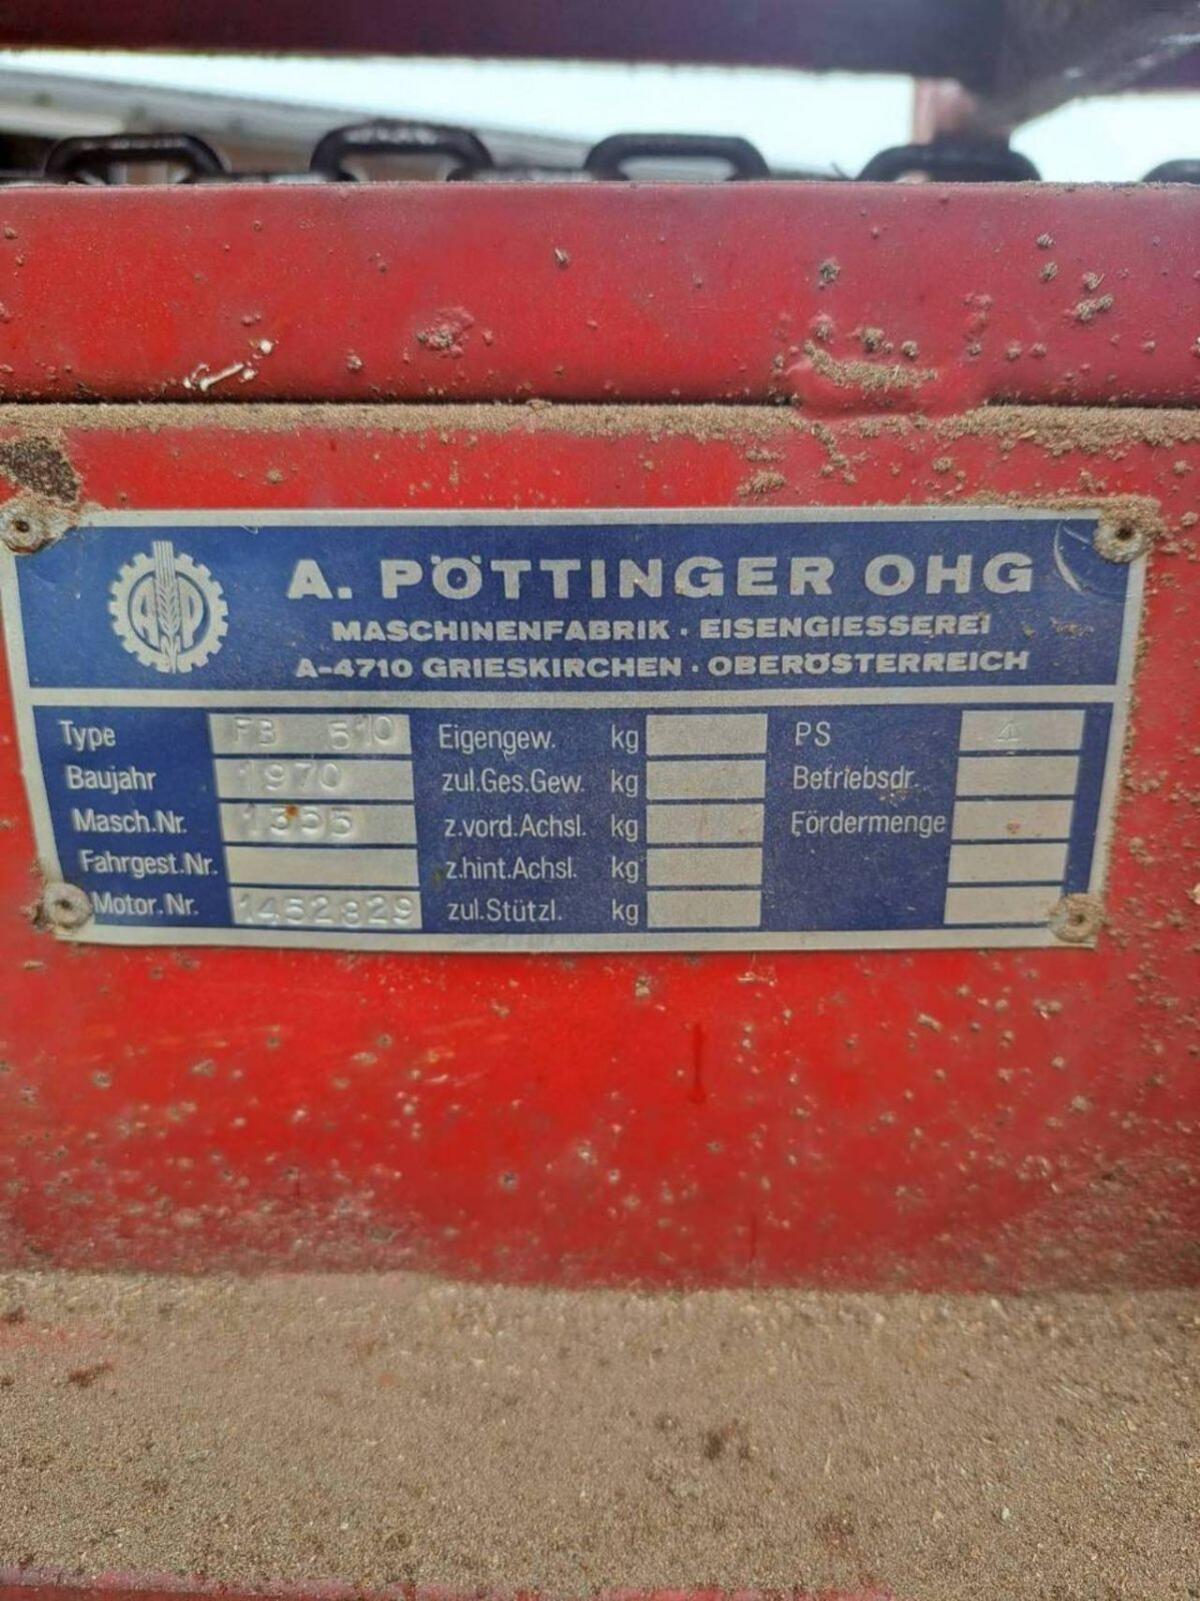 AP
A. PÖTTINGER OHG
MASCHINENFABRIK · EISENGIESSEREI
A-4710 GRIESKIRCHEN · OBERÖSTERREICH
Type FB 510 Eigengew. kg PS 4
Baujahr 1970 zul.Ges.Gew. kg Betriebsdr.
Masch.Nr. 1355 z.vord.Achsl. kg Fördermenge
Fahrgest.Nr. z.hint.Achsl. kg
Motor.Nr. 1452829 zul.Stützl. kg